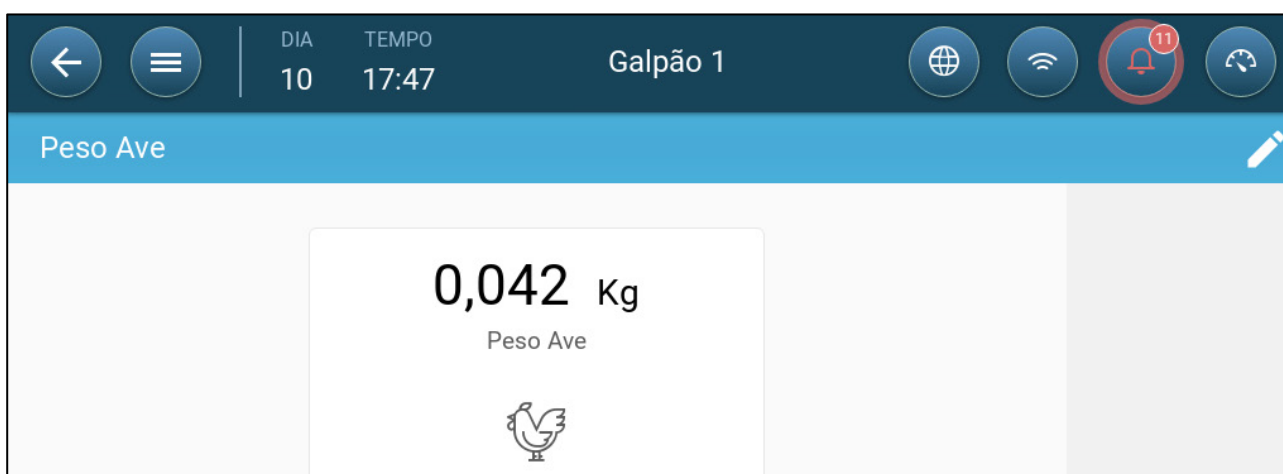 DIA TEMPO
10 17:47
Galpão 1
11
Peso Ave
0,042 Kg
Peso Ave